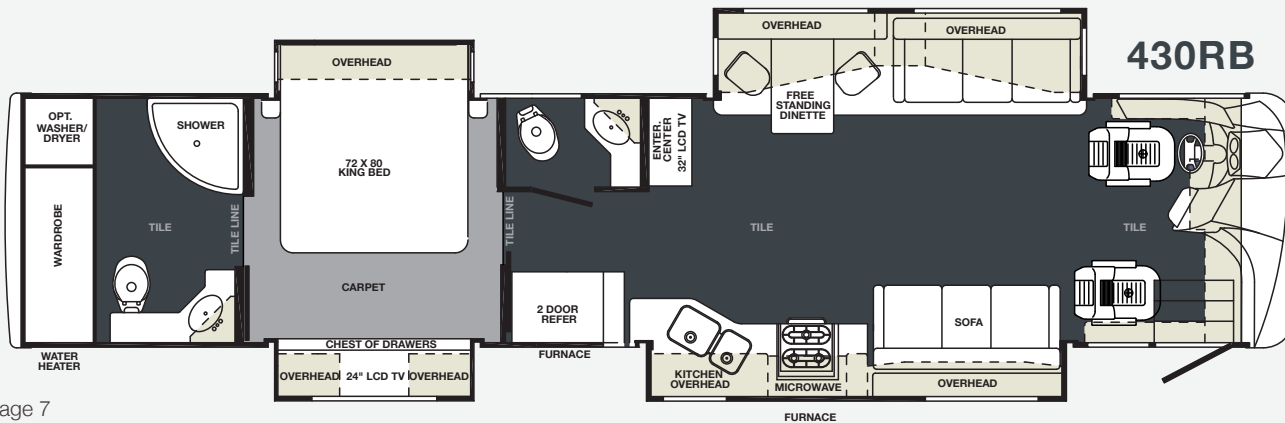 430RB
OVERHEAD
OVERHEAD
OVERHEAD
OPT.
WASHER/
DRYER
SHOWER
72 X 80
KING BED
ENTER.
CENTER
32" LCD TV
FREE
STANDING
DINETTE
WARDROBE
TILE
TILE LINE
TILE LINE
TILE
TILE
CARPET
2 DOOR
REFER
SOFA
CHEST OF DRAWERS
WATER
HEATER
FURNACE
OVERHEAD
24" LCD TV
OVERHEAD
KITCHEN
OVERHEAD
MICROWAVE
OVERHEAD
FURNACE
age 7